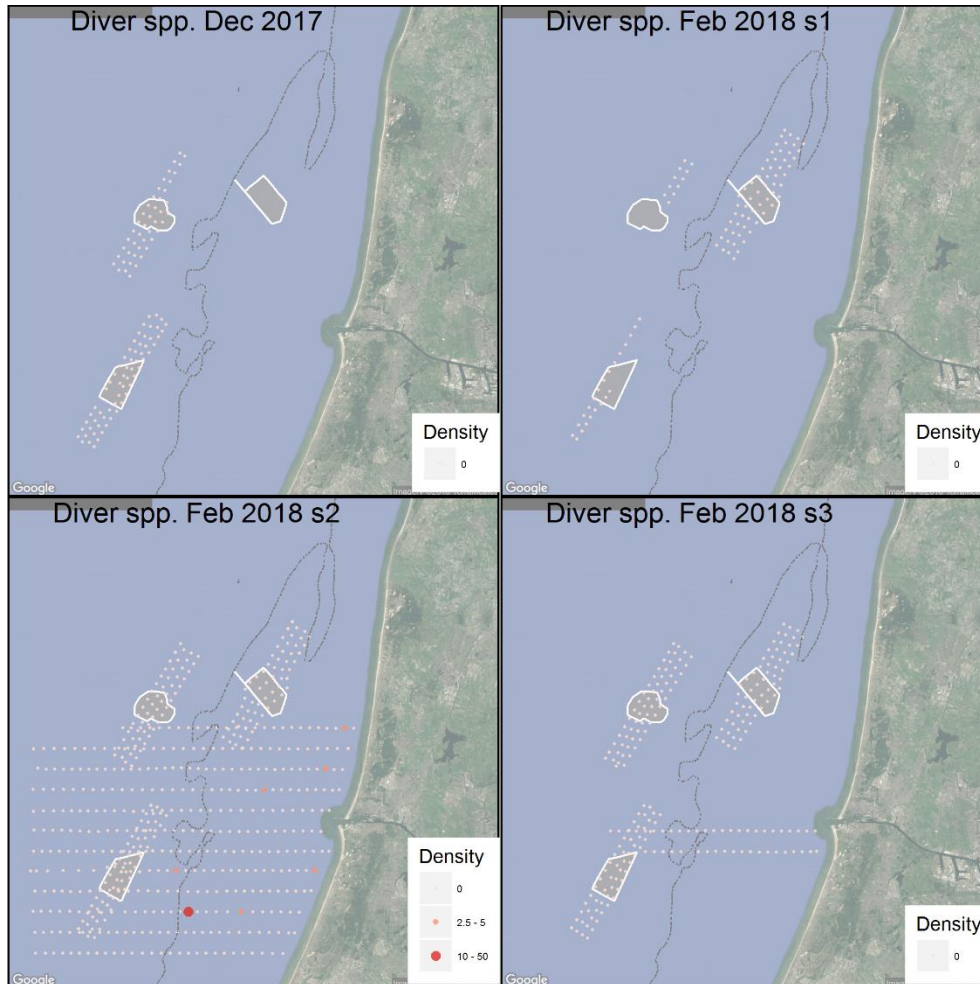 Diver spp. Dec 2017
Density
0
Google
Diver spp. Feb 2018 s1
Density
0
Google
Diver spp. Feb 2018 s2
Density
0
2.5 - 5
10 - 50
Google
Diver spp. Feb 2018 s3
Density
0
Google